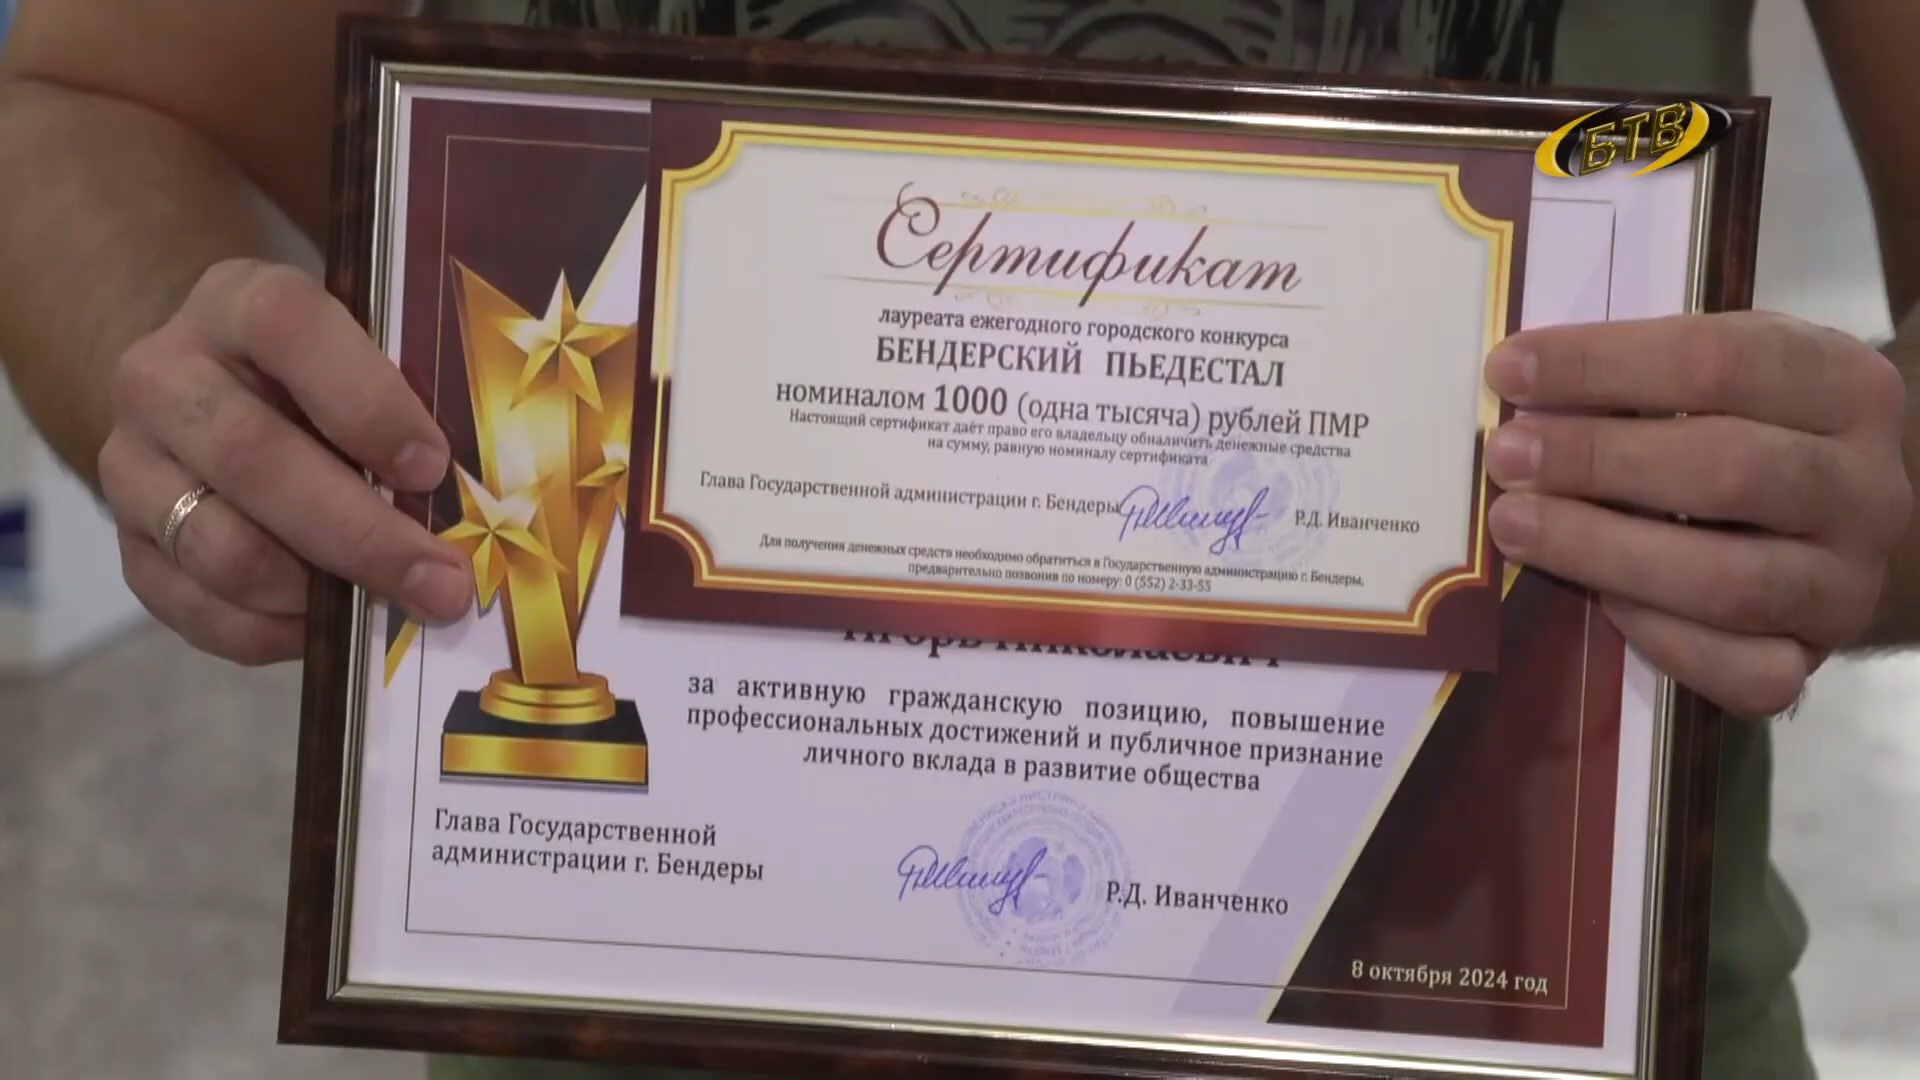 БТВ
Сертификат
лауреата ежегодного городского конкурса
БЕНДЕРСКИЙ ПЬЕДЕСТАЛ
номиналом 1000 (одна тысяча) рублей ПМР
Настоящий сертификат даёт право его владельцу обналичить денежные средства
на сумму, равную номиналу сертификата
Глава Государственной администрации г. Бендеры
Р.Д. Иванченко
Для получения денежных средств необходимо обратиться в Государственную администрацию г. Бендеры,
предварительно позвонив по номеру: 0 (552) 2-33-55
за активную гражданскую позицию, повышение
профессиональных достижений и публичное признание
личного вклада в развитие общества
Глава Государственной
администрации г. Бендеры
Р.Д. Иванченко
8 октября 2024 год